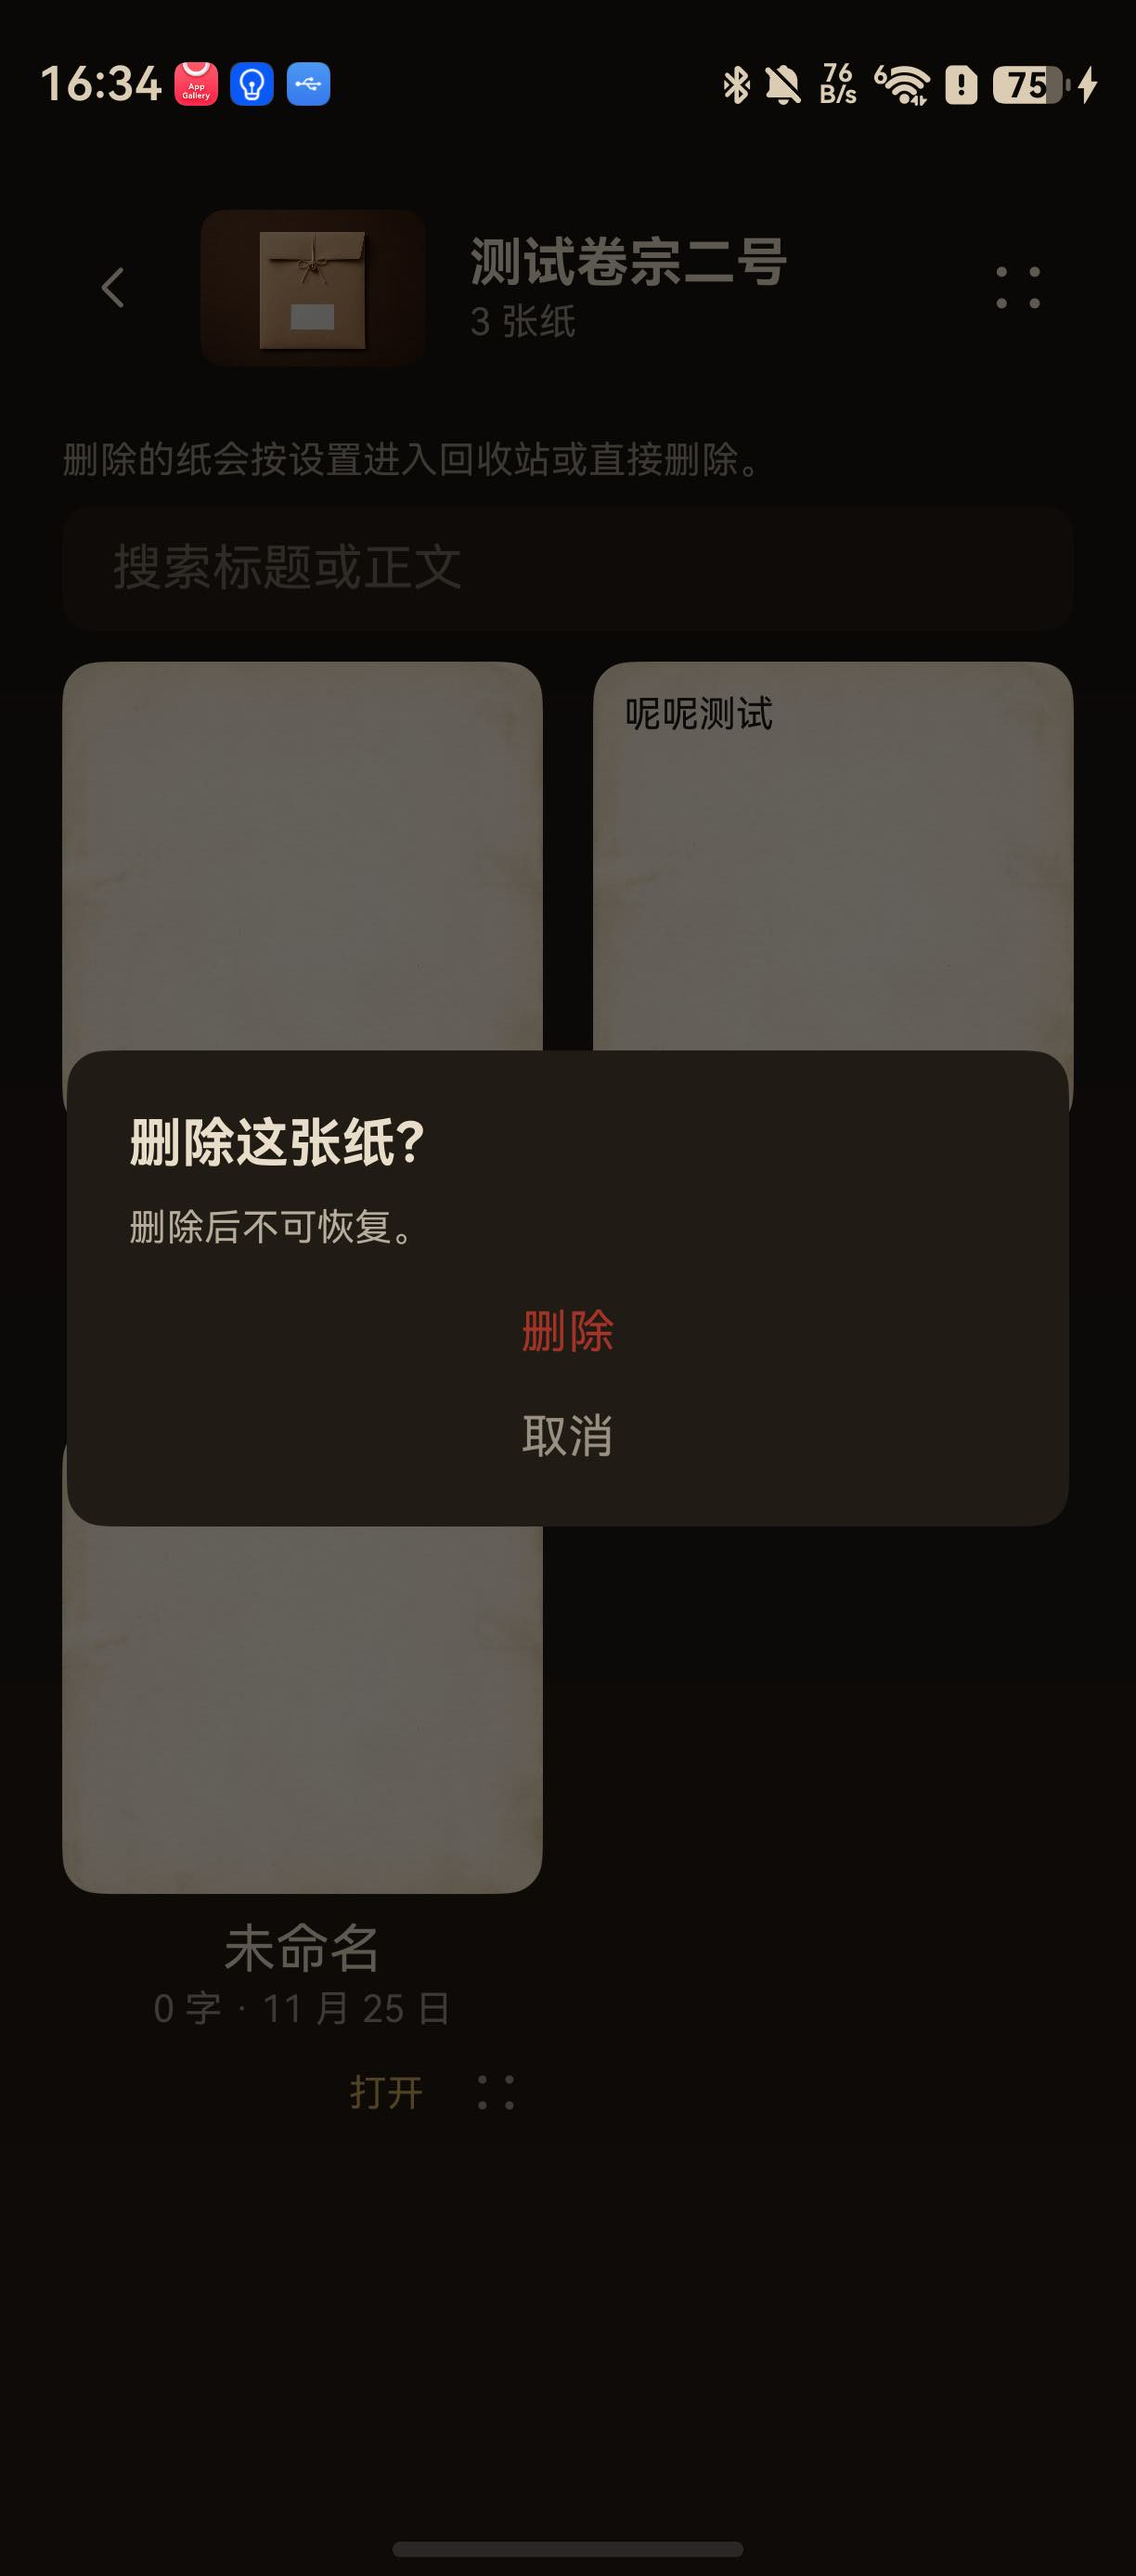 16:34
App
Gallery
76
B/s
6
75
测试卷宗二号
3 张纸
删除的纸会按设置进入回收站或直接删除。
搜索标题或正文
呢呢测试
删除这张纸?
删除后不可恢复。
删除
取消
未命名
0 字 · 11 月 25 日
打开